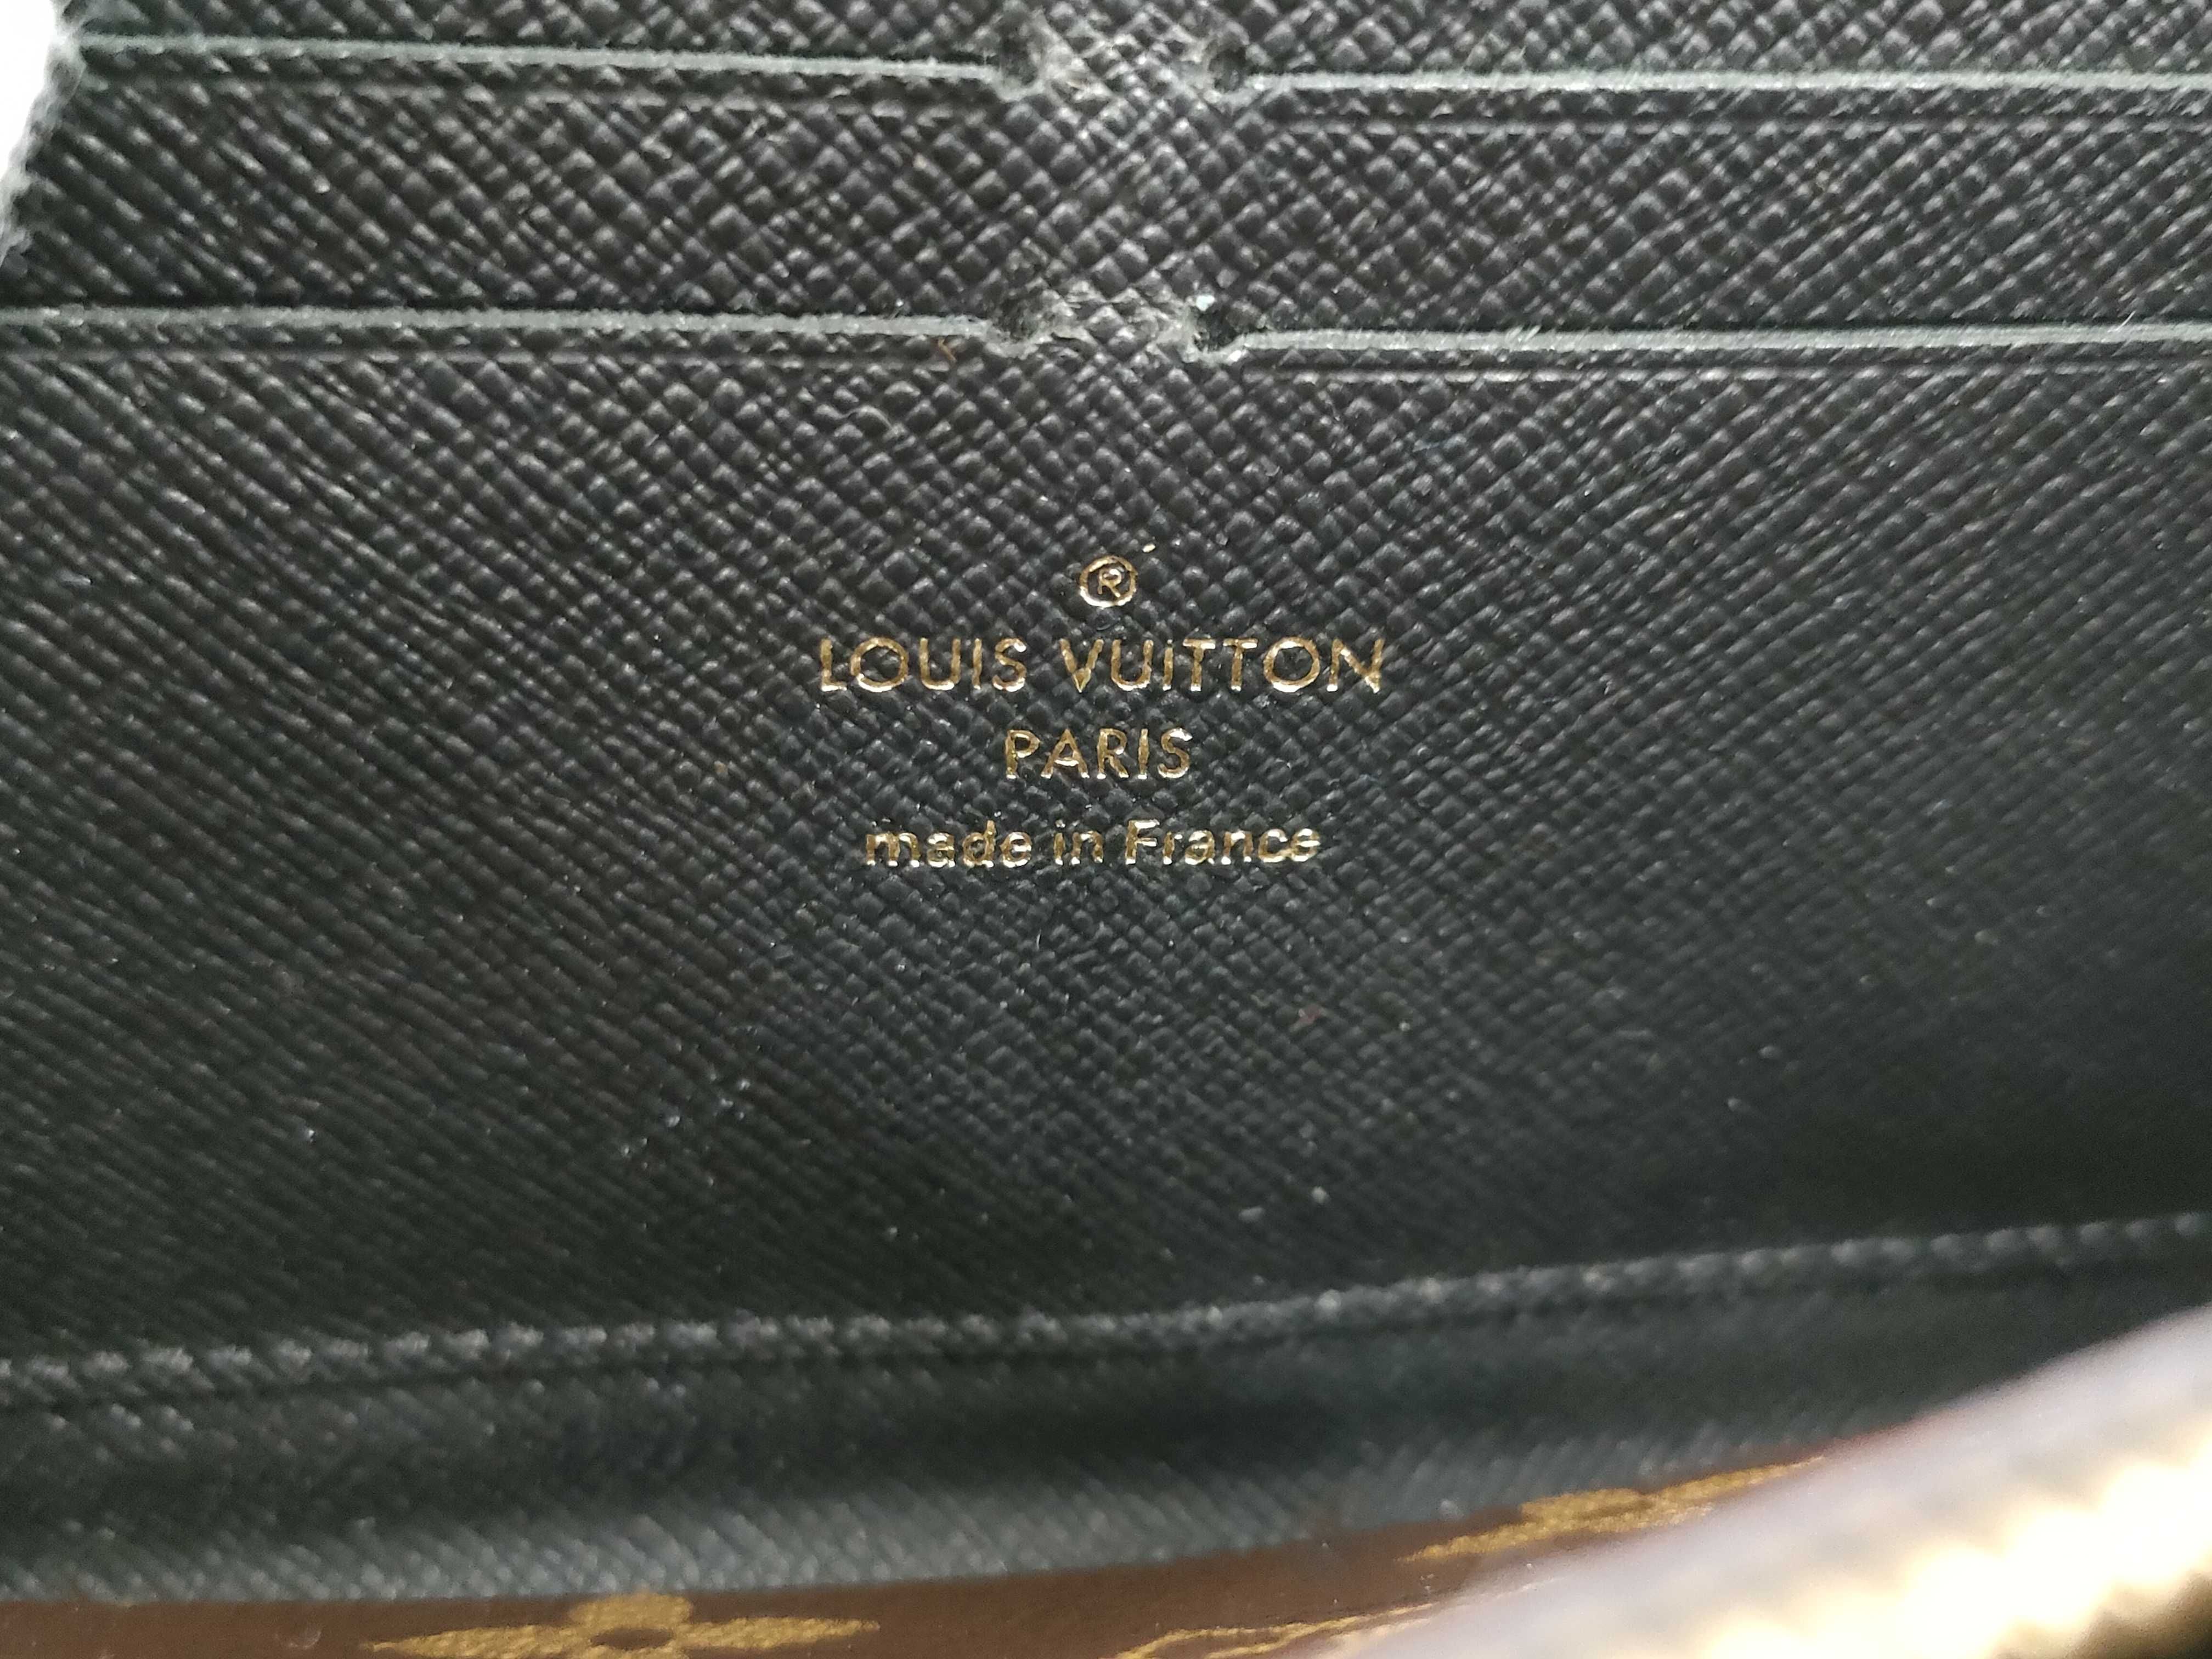 ®
LOUIS VUITTON
PARIS
made in France